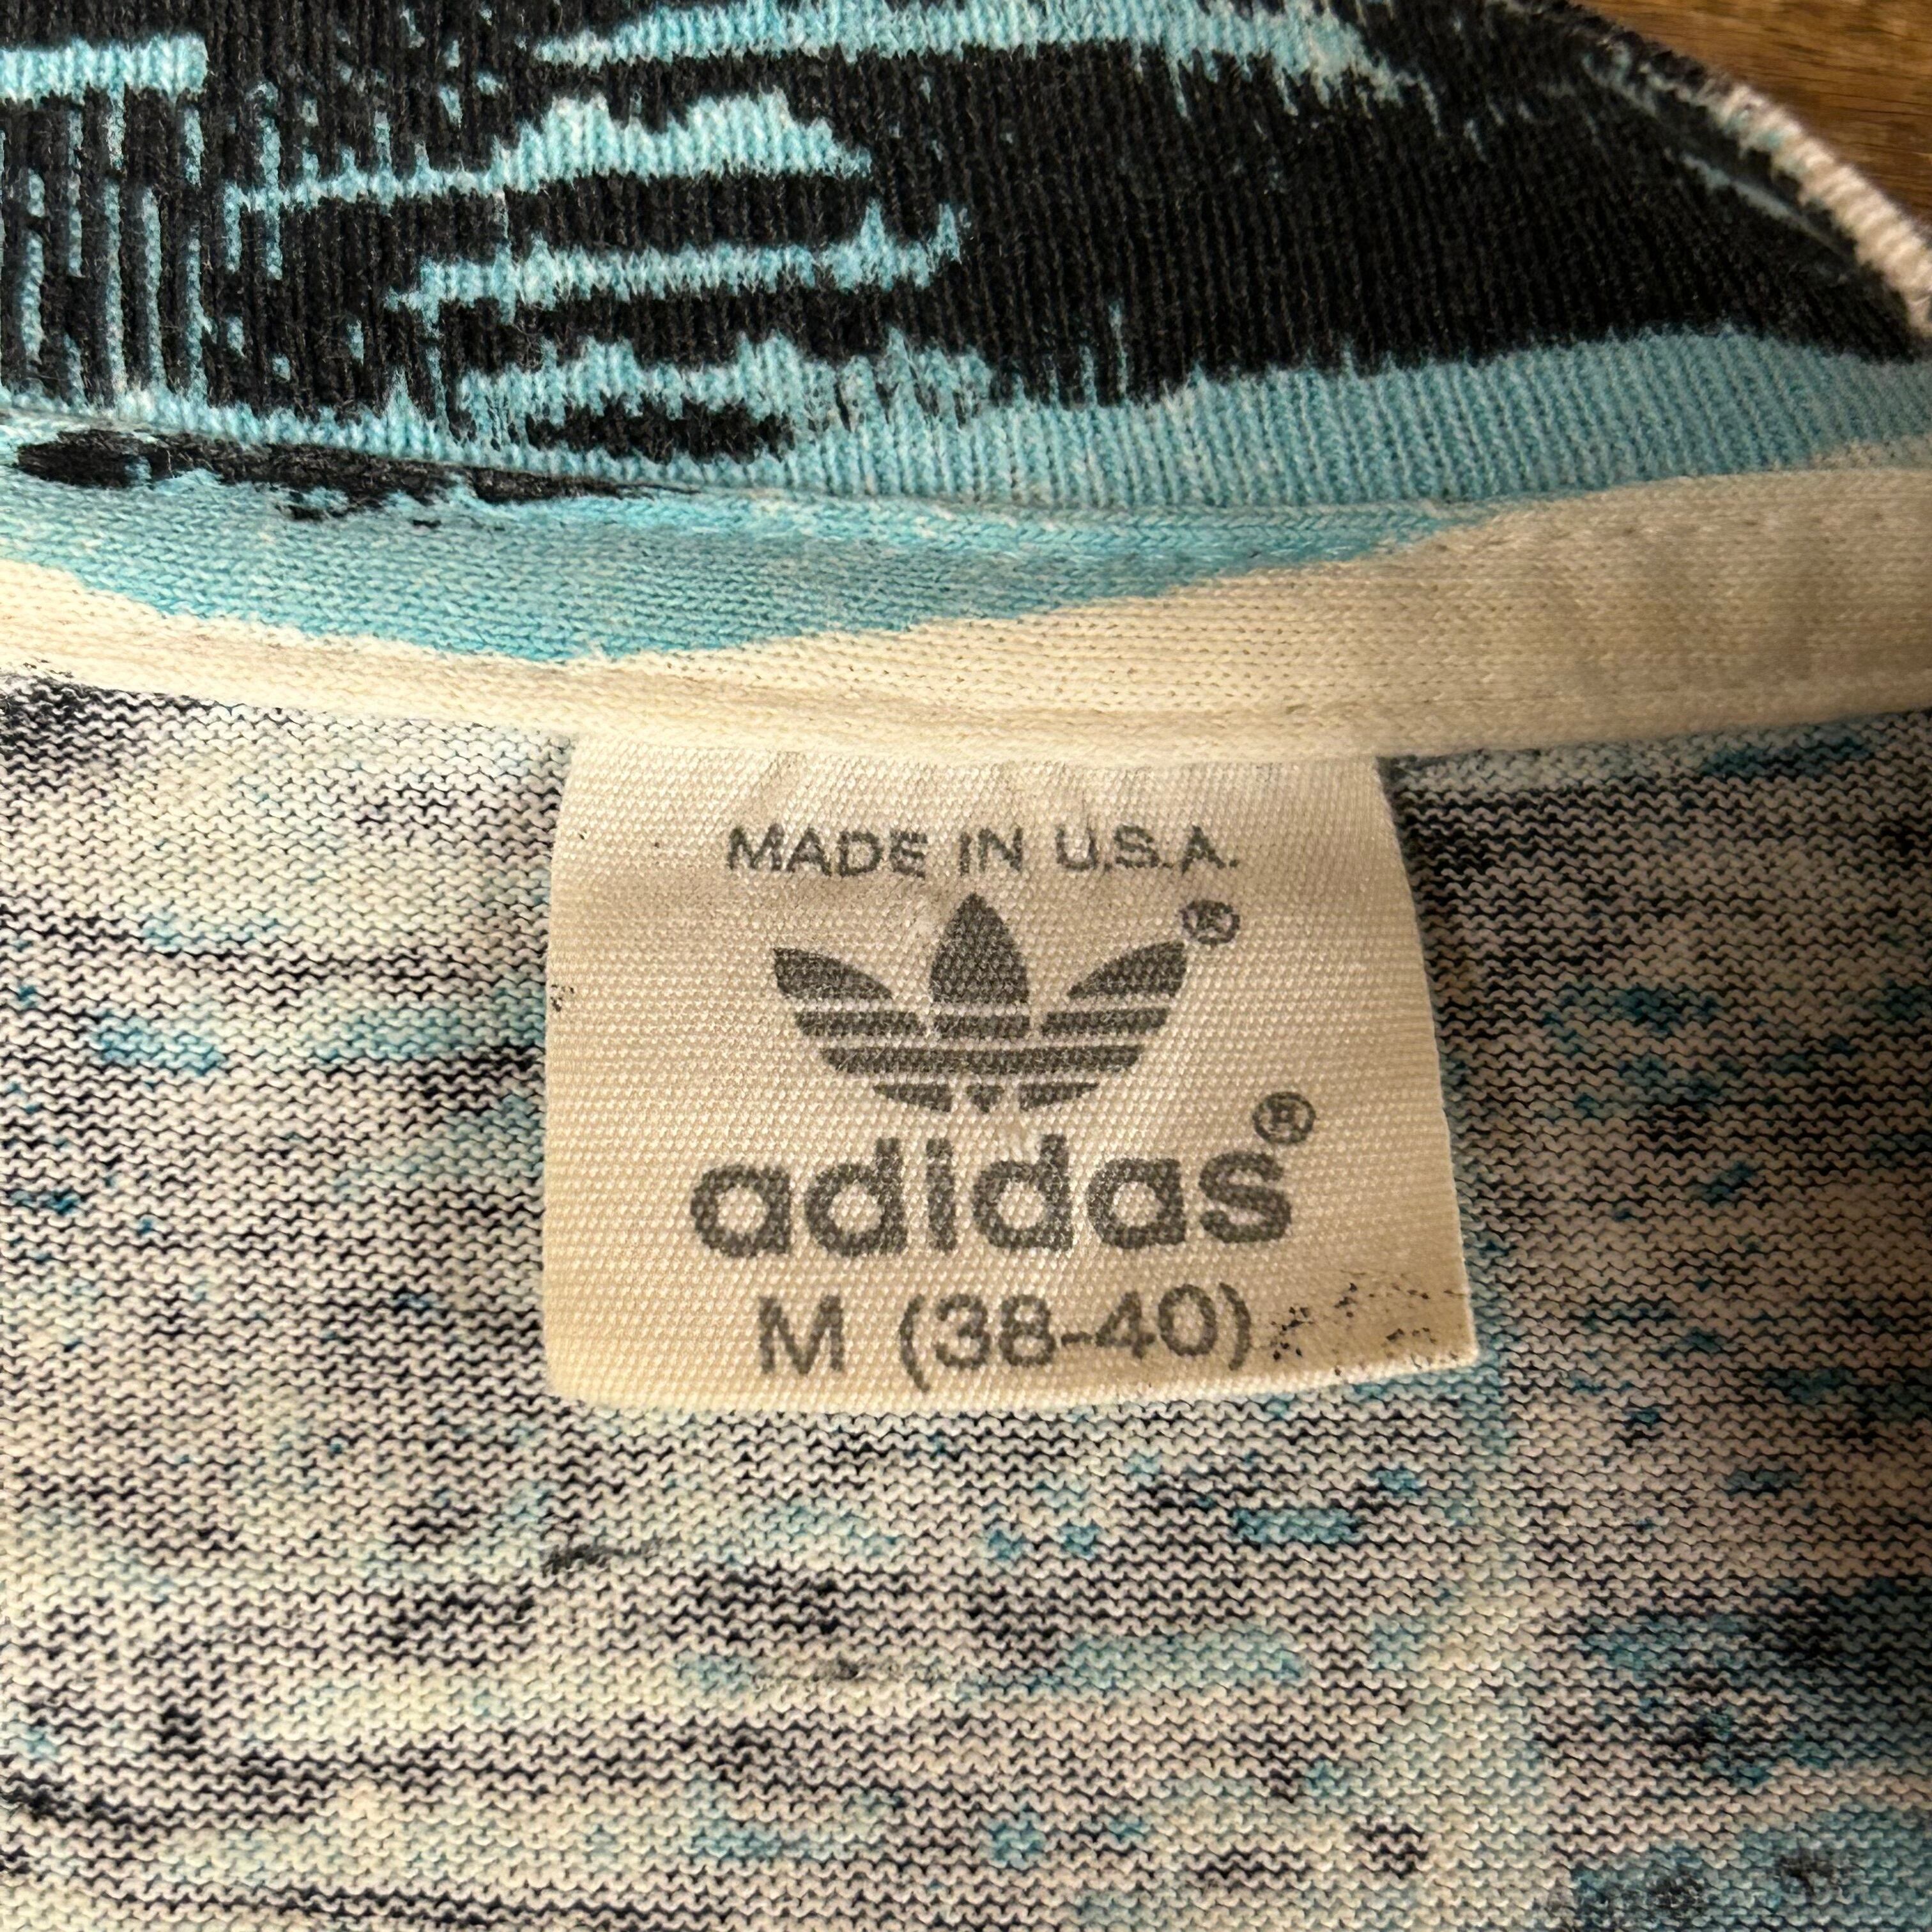 MADE IN U.S.A.
®
adidas®
M (38-40)